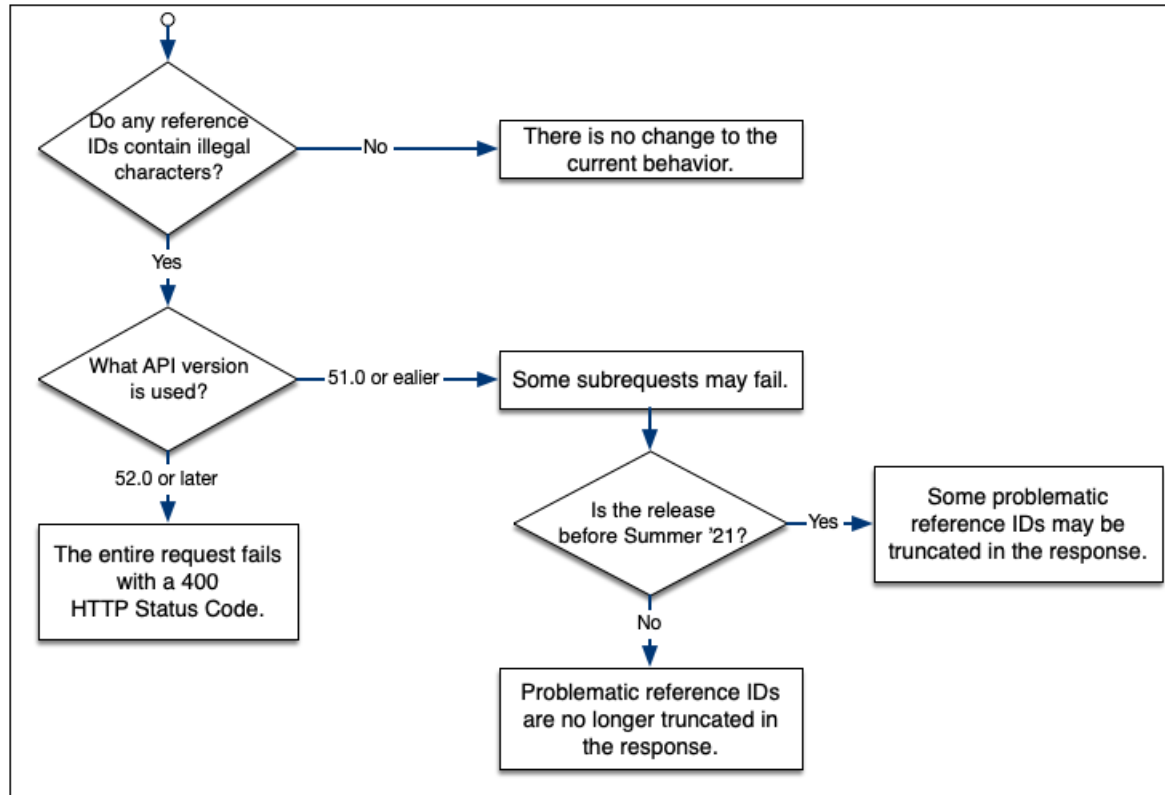 Do any reference
IDs contain illegal
characters?
No
There is no change to the
current behavior.
Yes
What API version
is used?
51.0 or ealier
Some subrequests may fail.
52.0 or later
The entire request fails
with a 400
HTTP Status Code.
Is the release
before Summer '21?
Yes
Some problematic
reference IDs may be
truncated in the response.
No
Problematic reference IDs
are no longer truncated in
the response.